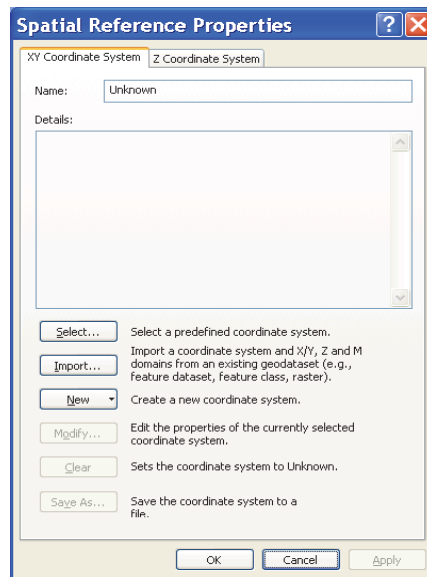 Spatial Reference Properties
XY Coordinate System Z Coordinate System
Name: Unknown
Details:
Select... Select a predefined coordinate system.
Import a coordinate system and X/Y, Z and M
Import... domains from an existing geodataset (e.g.,
feature dataset, feature class, raster).
New Create a new coordinate system.
Modify... Edit the properties of the currently selected
coordinate system.
Clear Sets the coordinate system to Unknown.
Save As... Save the coordinate system to a
file.
OK Cancel Apply